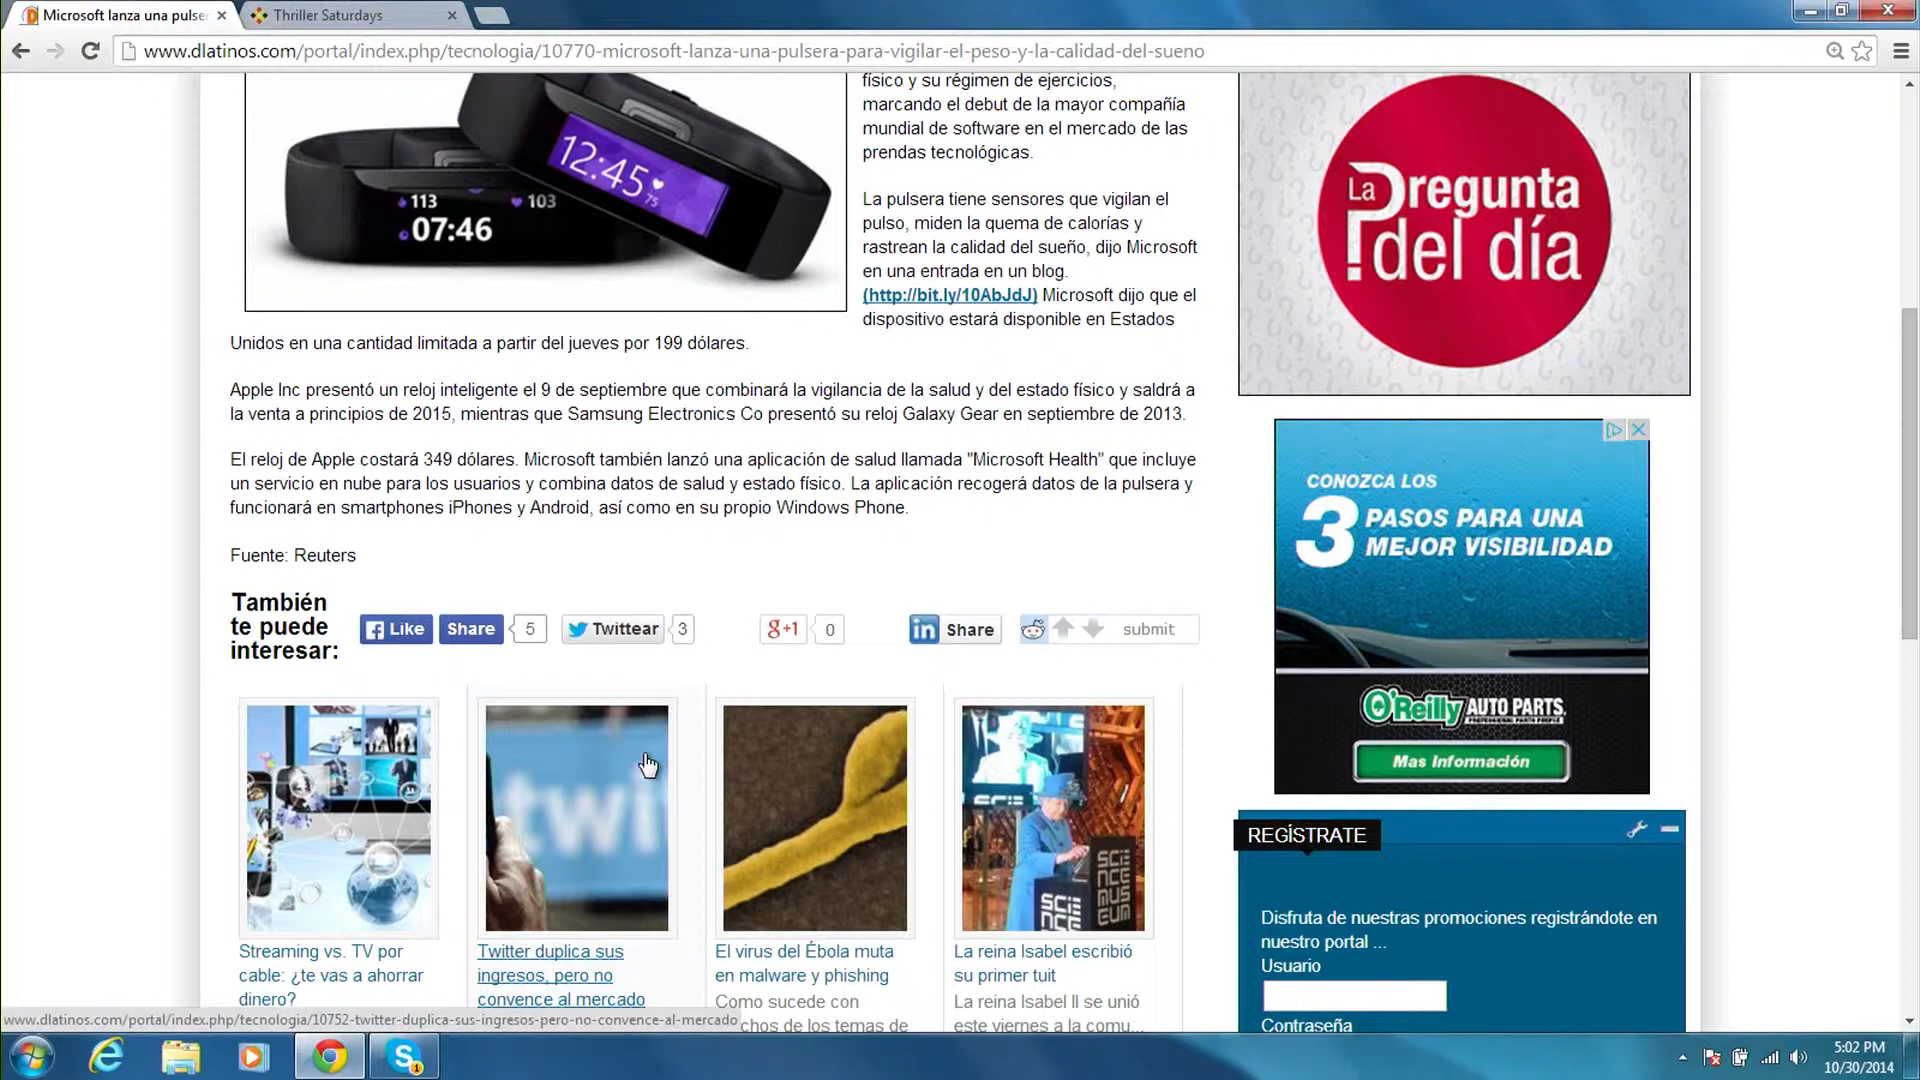 Microsoft lanza una pulse
Thriller Saturdays
www.dlatinos.com/portal/index.php/tecnologia/10770-microsoft-lanza-una-pulsera-para-vigilar-el-peso-y-la-calidad-del-sueno
12:45
75
113
103
07:46
físico y su régimen de ejercicios,
marcando el debut de la mayor compañía
mundial de software en el mercado de las
prendas tecnológicas.
La pulsera tiene sensores que vigilan el
pulso, miden la quema de calorías y
rastrean la calidad del sueño, dijo Microsoft
en una entrada en un blog.
(http://bit.ly/10AbJdJ) Microsoft dijo que el
dispositivo estará disponible en Estados
Unidos en una cantidad limitada a partir del jueves por 199 dólares.
Apple Inc presentó un reloj inteligente el 9 de septiembre que combinará la vigilancia de la salud y del estado físico y saldrá a
la venta a principios de 2015, mientras que Samsung Electronics Co presentó su reloj Galaxy Gear en septiembre de 2013.
El reloj de Apple costará 349 dólares. Microsoft también lanzó una aplicación de salud llamada "Microsoft Health" que incluye
un servicio en nube para los usuarios y combina datos de salud y estado físico. La aplicación recogerá datos de la pulsera y
funcionará en smartphones iPhones y Android, así como en su propio Windows Phone.
Fuente: Reuters
También
te puede
interesar:
Like Share 5 Twittear 3 g+1 0 in Share submit
twi
SCI
ENCE
MUS
EUM
Streaming vs. TV por
cable: ¿te vas a ahorrar
dinero?
Twitter duplica sus
ingresos, pero no
convence al mercado
El virus del Ébola muta
en malware y phishing
Como sucede con
chos de los temas de
La reina Isabel escribió
su primer tuit
La reina Isabel II se unió
este viernes a la comu...
La Pregunta
del día
CONOZCA LOS
3 PASOS PARA UNA
MEJOR VISIBILIDAD
O'Reilly AUTO PARTS.
PROFESSIONAL PARTS PEOPLE
Mas Información
REGÍSTRATE
Disfruta de nuestras promociones registrándote en
nuestro portal ...
Usuario
Contraseña
www.dlatinos.com/portal/index.php/tecnologia/10752-twitter-duplica-sus-ingresos-pero-no-convence-al-mercado
1
5:02 PM
10/30/2014